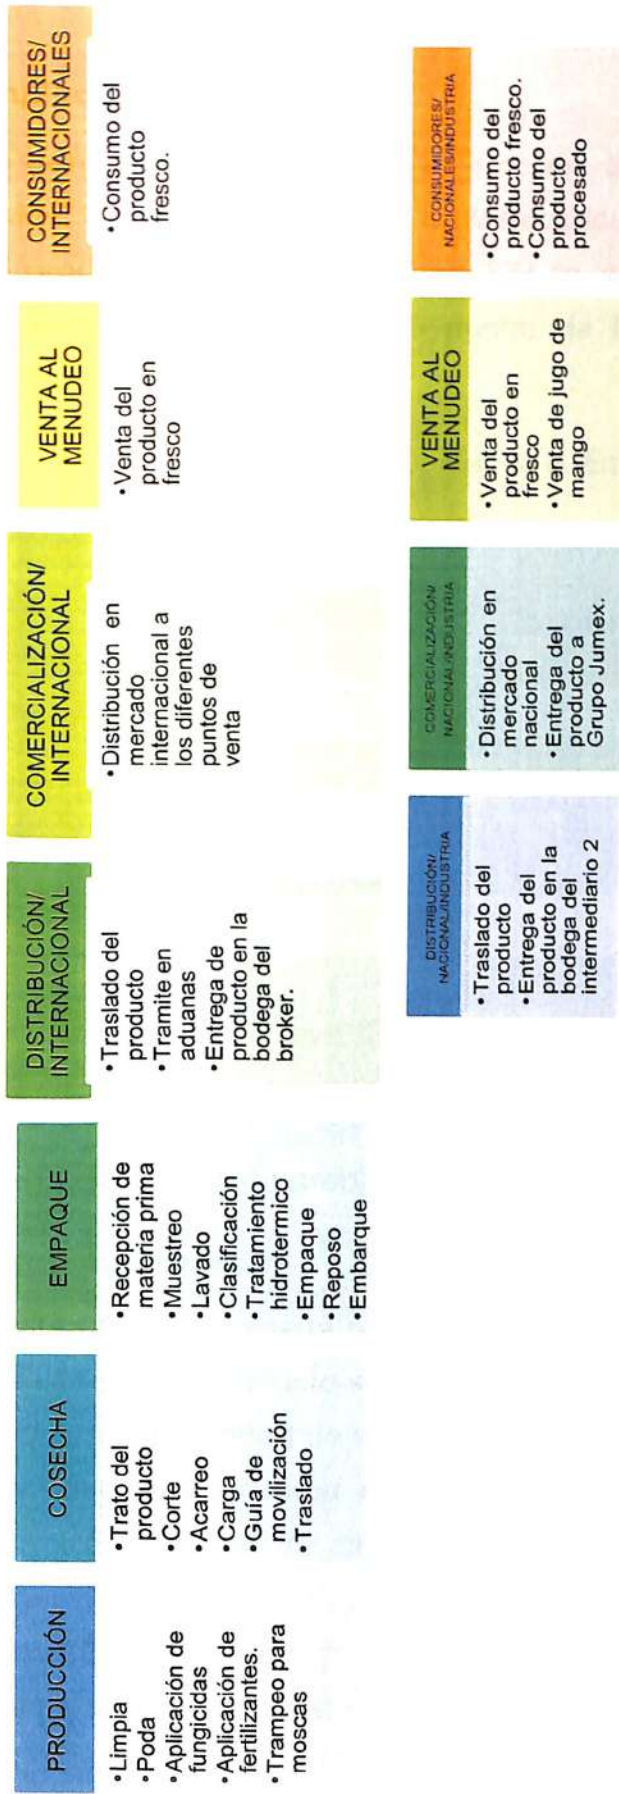 PRODUCCIÓN
•Limpia
•Poda
•Aplicación de
fungicidas
•Aplicación de
fertilizantes.
•Trampeo para
moscas
COSECHA
•Trato del
producto
•Corte
•Acarreo
•Carga
•Guía de
movilización
•Traslado
EMPAQUE
•Recepción de
materia prima
•Muestreo
•Lavado
•Clasificación
•Tratamiento
hidrotermico
•Empaque
•Reposo
•Embarque
DISTRIBUCIÓN/
INTERNACIONAL
•Traslado del
producto
•Tramite en
aduanas
•Entrega de
producto en la
bodega del
broker.
COMERCIALIZACIÓN/
INTERNACIONAL
•Distribución en
mercado
internacional a
los diferentes
puntos de
venta
VENTA AL
MENUDEO
•Venta del
producto en
fresco
CONSUMIDORES/
INTERNACIONALES
•Consumo del
producto
fresco.
DISTRIBUCIÓN/
NACIONAL/INDUSTRIA
•Traslado del
producto
•Entrega del
producto en la
bodega del
intermediario 2
COMERCIALIZACIÓN/
NACIONAL/INDUSTRIA
•Distribución en
mercado
nacional
•Entrega del
producto a
Grupo Jumex.
VENTA AL
MENUDEO
•Venta del
producto en
fresco
•Venta de jugo de
mango
CONSUMIDORES/
NACIONALES/INDUSTRIA
•Consumo del
producto fresco.
•Consumo del
producto
procesado